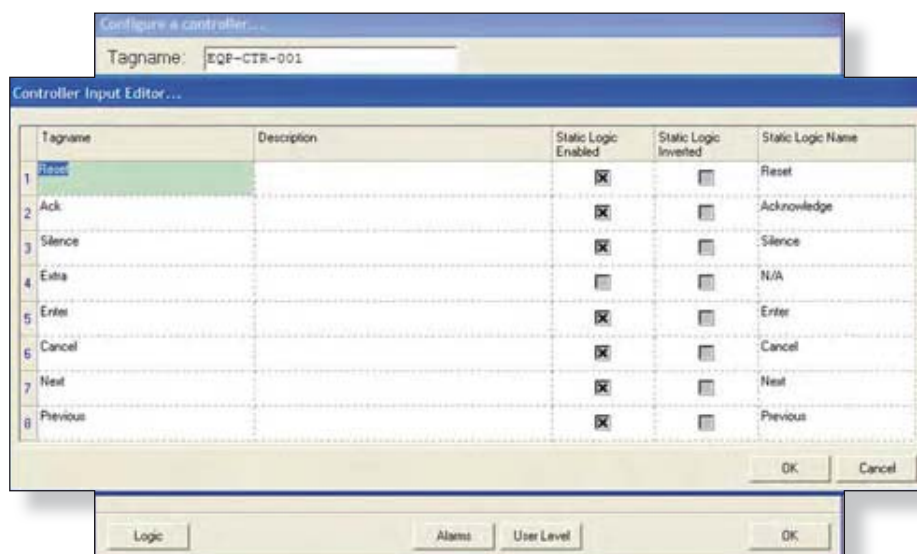 Configure a controller...
Tagname: EQP-CTR-001
Controller Input Editor...
Tagname Description Static Logic Enabled Static Logic Inverted Static Logic Name
1 Reset Reset
2 Ack Acknowledge
3 Silence Silence
4 Extra N/A
5 Enter Enter
6 Cancel Cancel
7 Next Next
8 Previous Previous
OK Cancel
Logic Alarms User Level OK